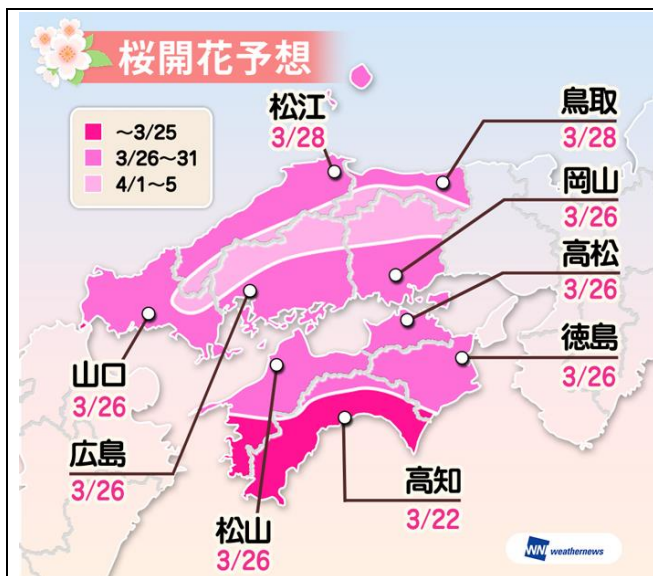 桜開花予想
～3/25
3/26～31
4/1～5
松江
3/28
鳥取
3/28
岡山
3/26
高松
3/26
徳島
3/26
山口
3/26
広島
3/26
松山
3/26
高知
3/22
WN weathernews